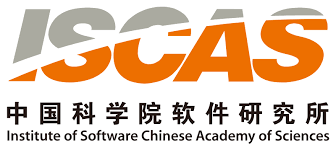 ISCAS
中国科学院软件研究所
Institute of Software Chinese Academy of Sciences